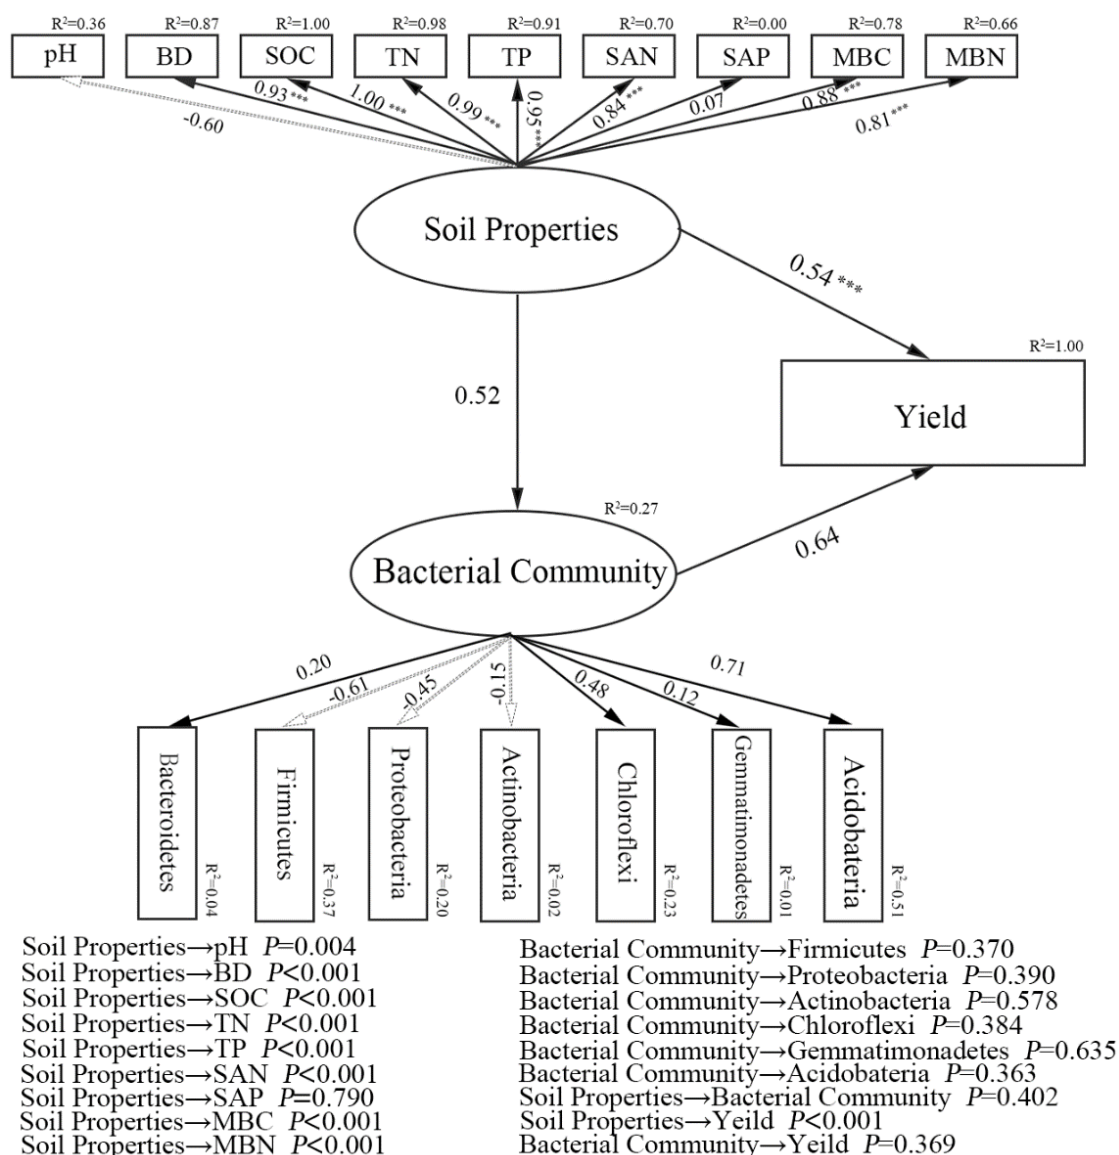 R²=0.36 R²=0.87 R²=1.00 R²=0.98 R²=0.91 R²=0.70 R²=0.00 R²=0.78 R²=0.66
pH BD SOC TN TP SAN SAP MBC MBN
-0.60 0.93*** 1.00*** 0.99*** 0.95*** 0.84*** 0.07 0.88*** 0.81***
Soil Properties
0.54***
R²=1.00
Yield
0.52
R²=0.27
Bacterial Community
0.64
0.20 -0.61 -0.45 -0.15 0.48 0.12 0.71
Bacteroidetes
R²=0.04
Firmicutes
R²=0.37
Proteobacteria
R²=0.20
Actinobacteria
R²=0.02
Chloroflexi
R²=0.23
Gemmatimonadetes
R²=0.01
Acidobateria
R²=0.51
Soil Properties→pH P=0.004
Soil Properties→BD P<0.001
Soil Properties→SOC P<0.001
Soil Properties→TN P<0.001
Soil Properties→TP P<0.001
Soil Properties→SAN P<0.001
Soil Properties→SAP P=0.790
Soil Properties→MBC P<0.001
Soil Properties→MBN P<0.001
Bacterial Community→Firmicutes P=0.370
Bacterial Community→Proteobacteria P=0.390
Bacterial Community→Actinobacteria P=0.578
Bacterial Community→Chloroflexi P=0.384
Bacterial Community→Gemmatimonadetes P=0.635
Bacterial Community→Acidobateria P=0.363
Soil Properties→Bacterial Community P=0.402
Soil Properties→Yeild P<0.001
Bacterial Community→Yeild P=0.369